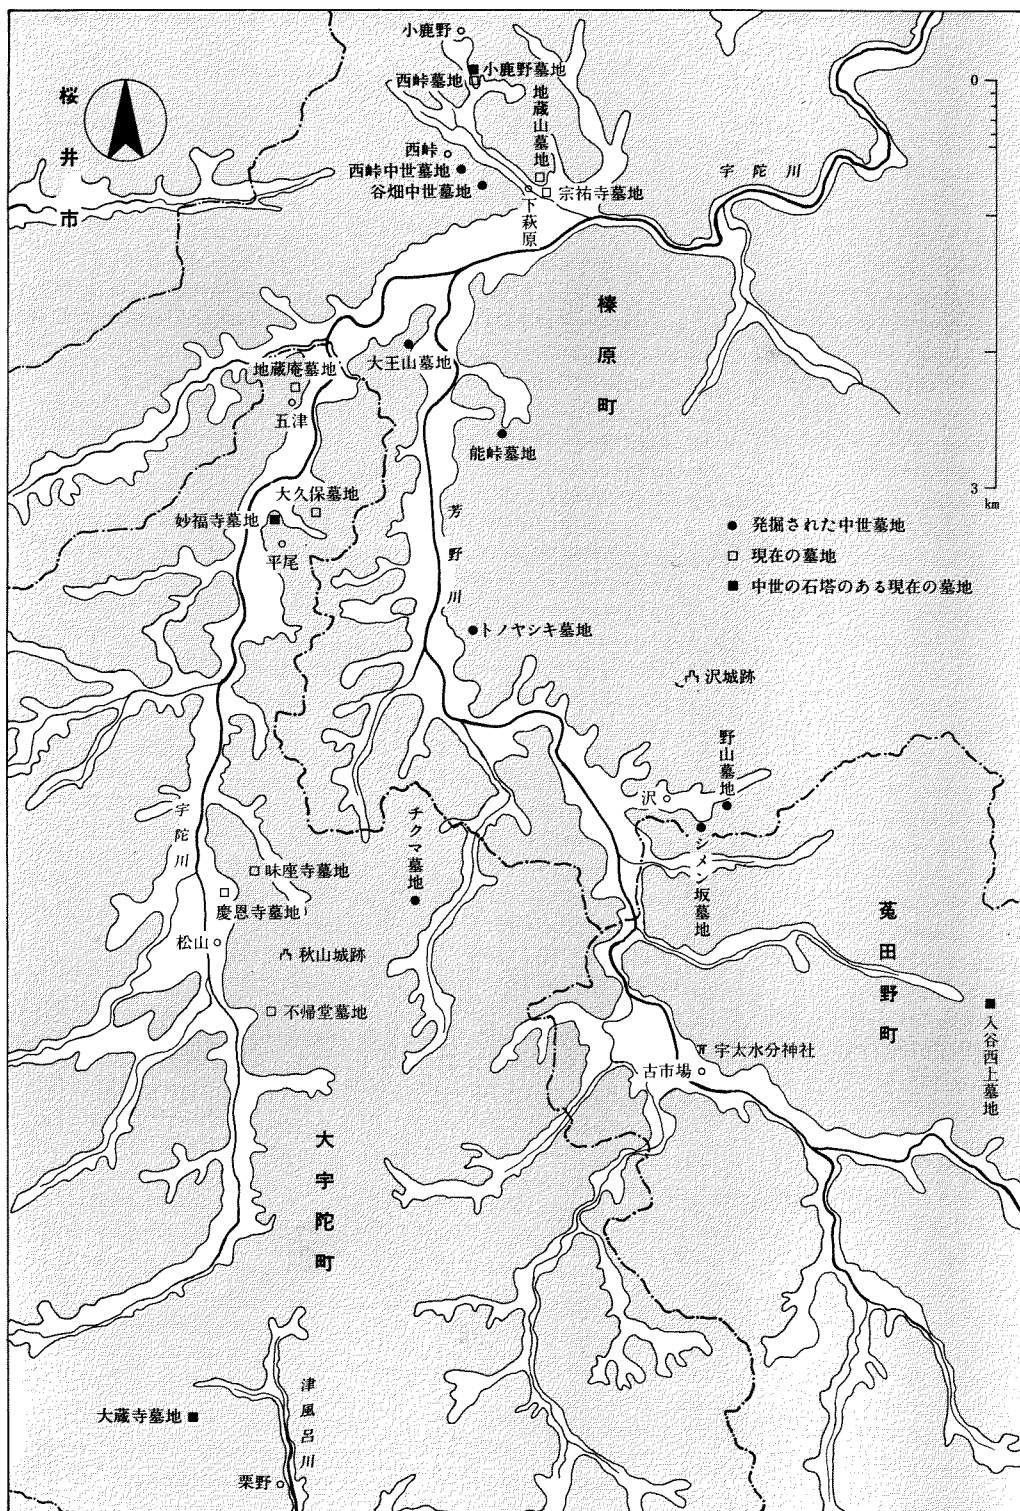 小鹿野
小鹿野墓地
西峠墓地
地蔵山墓地
桜井市
西峠
西峠中世墓地
谷畑中世墓地
下萩原
宗祐寺墓地
宇陀川
0
榛原町
大王山墓地
地蔵庵墓地
五津
能峠墓地
3
km
大久保墓地
妙福寺墓地
平尾
芳野川
● 発掘された中世墓地
□ 現在の墓地
■ 中世の石塔のある現在の墓地
トノヤシキ墓地
沢城跡
野山墓地
沢
シメン坂墓地
チクマ墓地
宇陀川
味座寺墓地
慶恩寺墓地
松山
秋山城跡
不帰堂墓地
菟田野町
入谷西上墓地
宇太水分神社
古市場
大宇陀町
津風呂川
大蔵寺墓地
栗野